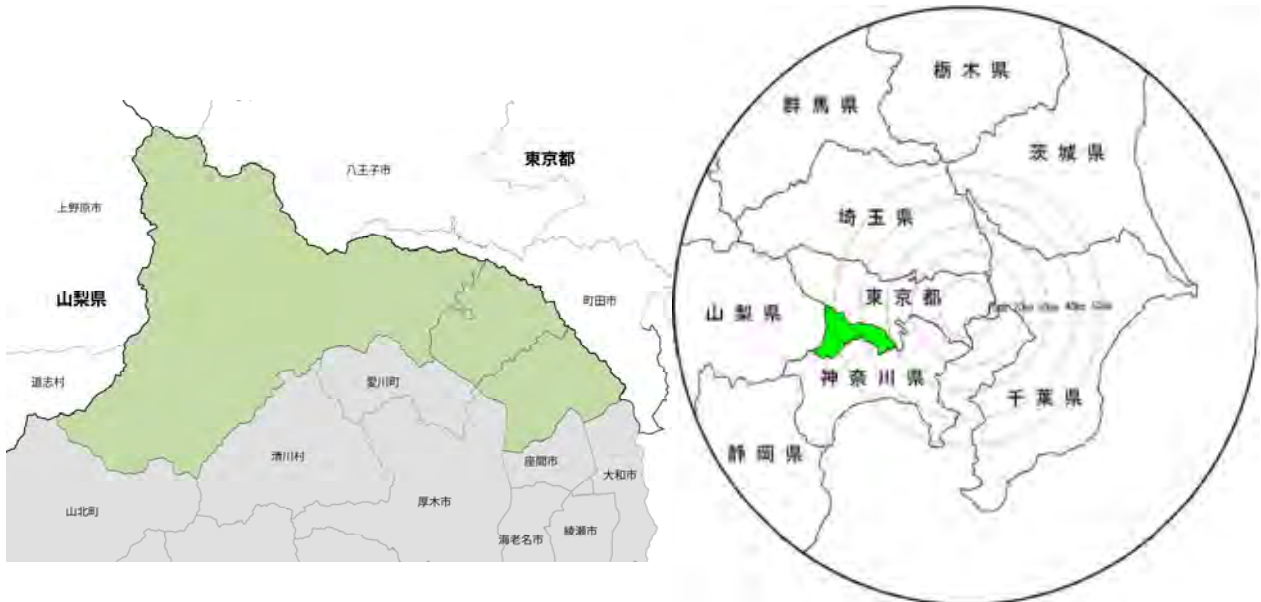 東京都
八王子市
上野原市
山梨県
町田市
道志村
愛川町
清川村
座間市
大和市
厚木市
山北町
海老名市
綾瀬市
栃木県
群馬県
茨城県
埼玉県
東京都
山梨県
神奈川県
千葉県
静岡県